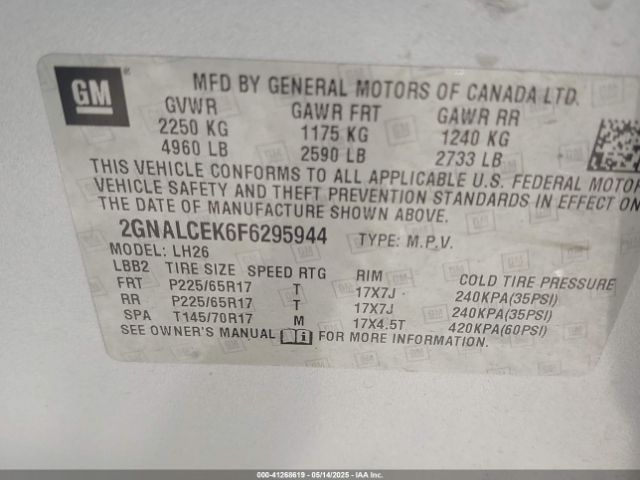 GM
MFD BY GENERAL MOTORS OF CANADA LTD.
GVWR GAWR FRT GAWR RR
2250 KG 1175 KG 1240 KG
4960 LB 2590 LB 2733 LB
THIS VEHICLE CONFORMS TO ALL APPLICABLE U.S. FEDERAL MOTOR
VEHICLE SAFETY AND THEFT PREVENTION STANDARDS IN EFFECT ON
THE DATE OF MANUFACTURE SHOWN ABOVE.
2GNALCEK6F6295944 TYPE: M.P.V.
MODEL: LH26
LBB2 TIRE SIZE SPEED RTG RIM COLD TIRE PRESSURE
FRT P225/65R17 T 17X7J 240KPA(35PSI)
RR P225/65R17 T 17X7J 240KPA(35PSI)
SPA T145/70R17 M 17X4.5T 420KPA(60PSI)
SEE OWNER'S MANUAL FOR MORE INFORMATION.
000-41268619 05/14/2025 IAA, Inc.